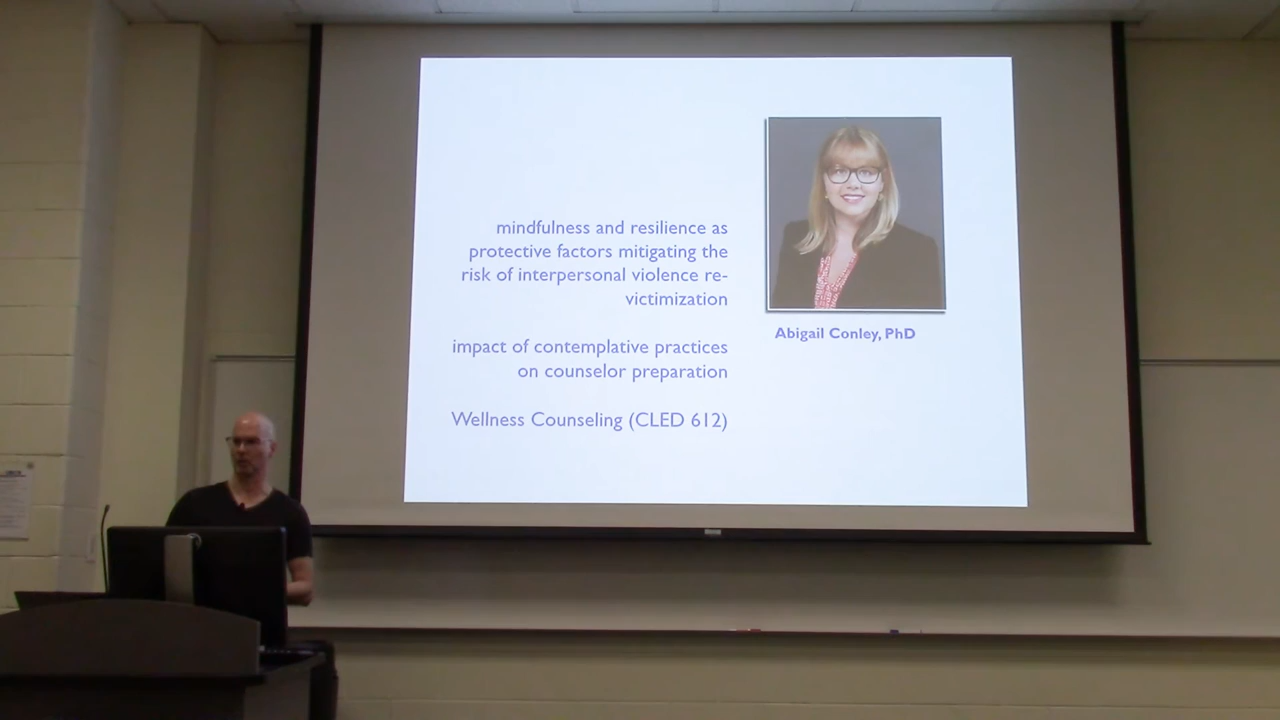 mindfulness and resilience as
protective factors mitigating the
risk of interpersonal violence re-
victimization
impact of contemplative practices
on counselor preparation
Wellness Counseling (CLED 612)
Abigail Conley, PhD